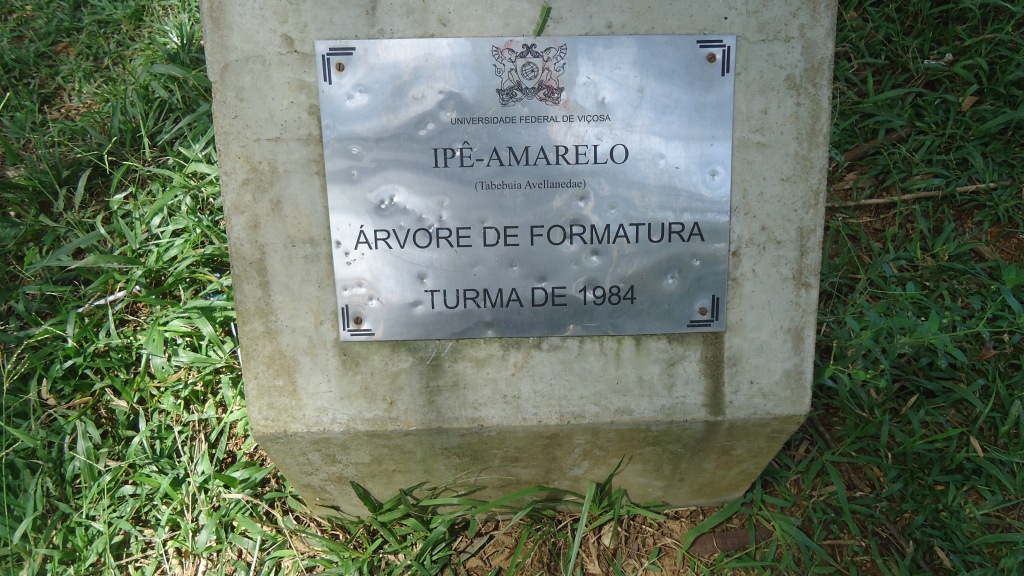 UNIVERSIDADE FEDERAL DE VIÇOSA
IPÊ-AMARELO
(Tabebuia Avellanedae)
ÁRVORE DE FORMATURA
TURMA DE 1984